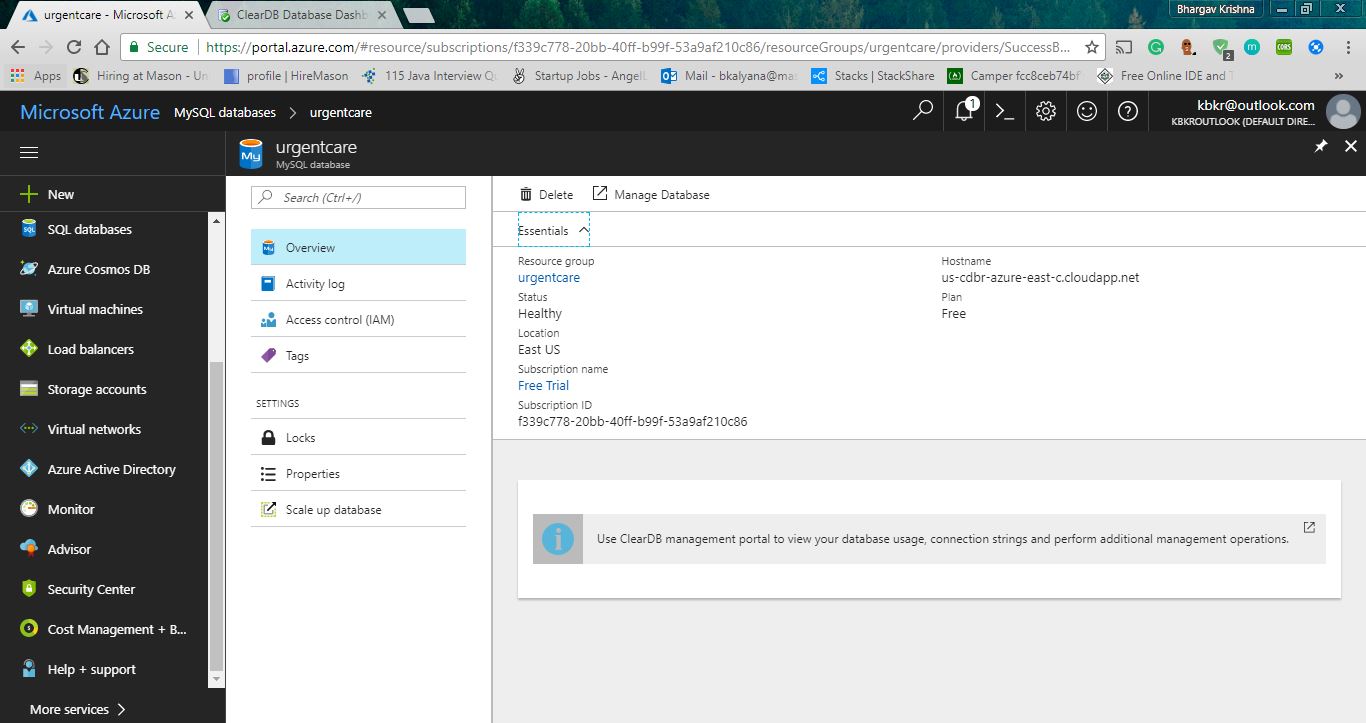 urgentcare - Microsoft A
ClearDB Database Dashb
Bhargav Krishna
Secure
https://portal.azure.com/#resource/subscriptions/f339c778-20bb-40ff-b99f-53a9af210c86/resourceGroups/urgentcare/providers/SuccessB...
2
m
CORS
Apps
Hiring at Mason - Un
profile | HireMason
115 Java Interview Qu
Startup Jobs - AngelL
Mail - bkalyana@mas
Stacks | StackShare
Camper fcc8ceb74bf
Free Online IDE and T
»
Microsoft Azure
MySQL databases > urgentcare
1
kbkr@outlook.com
KBKROUTLOOK (DEFAULT DIRE...
My
urgentcare
MySQL database
New
SQL databases
Azure Cosmos DB
Virtual machines
Load balancers
Storage accounts
Virtual networks
Azure Active Directory
Monitor
Advisor
Security Center
Cost Management + B...
Help + support
More services >
Search (Ctrl+/)
Overview
Activity log
Access control (IAM)
Tags
SETTINGS
Locks
Properties
Scale up database
Delete
Manage Database
Essentials
Resource group
urgentcare
Status
Healthy
Location
East US
Subscription name
Free Trial
Subscription ID
f339c778-20bb-40ff-b99f-53a9af210c86
Hostname
us-cdbr-azure-east-c.cloudapp.net
Plan
Free
Use ClearDB management portal to view your database usage, connection strings and perform additional management operations.